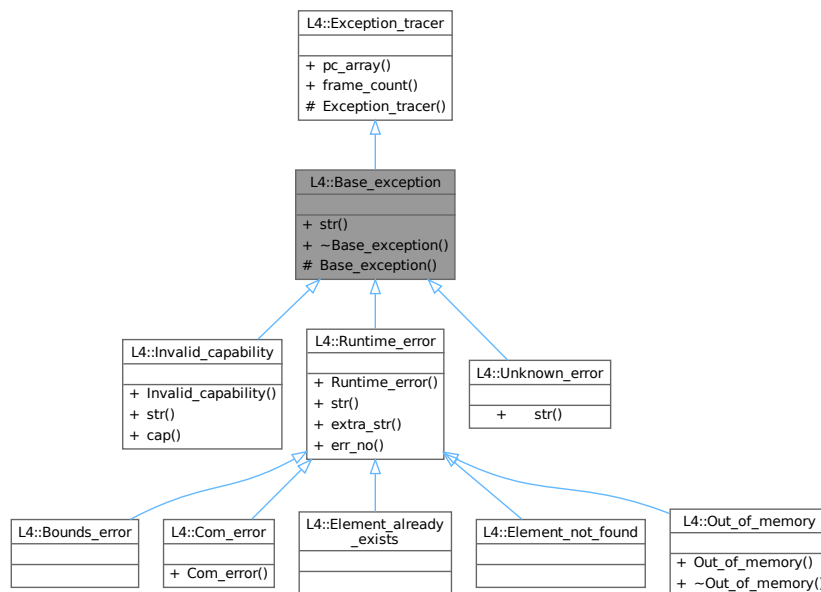 L4::Exception_tracer
+ pc_array()
+ frame_count()
# Exception_tracer()
L4::Base_exception
+ str()
+ ~Base_exception()
# Base_exception()
L4::Invalid_capability
+ Invalid_capability()
+ str()
+ cap()
L4::Runtime_error
+ Runtime_error()
+ str()
+ extra_str()
+ err_no()
L4::Unknown_error
+ str()
L4::Bounds_error
L4::Com_error
+ Com_error()
L4::Element_already
_exists
L4::Element_not_found
L4::Out_of_memory
+ Out_of_memory()
+ ~Out_of_memory()